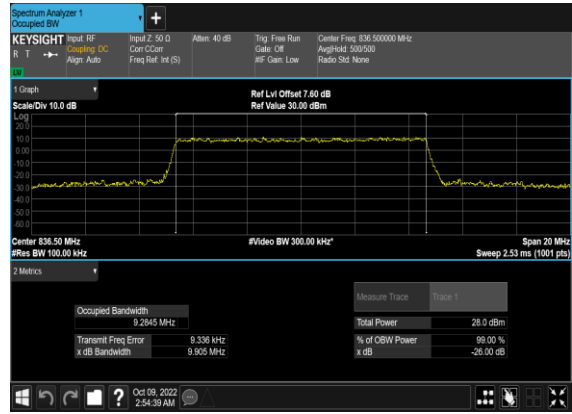 Spectrum Analyzer 1
Occupied BW
+
KEYSIGHT Input: RF Input Z: 50 Ω Atten: 40 dB Trig: Free Run Center Freq: 836.500000 MHz
R T Coupling: DC Corr CCorr Gate: Off Avg|Hold: 500/500
Align: Auto Freq Ref: Int (S) #IF Gain: Low Radio Std: None
1 Graph
Ref Lvl Offset 7.60 dB
Scale/Div 10.0 dB Ref Value 30.00 dBm
Log
20.0
10.0
0.00
-10.0
-20.0
-30.0
-40.0
-50.0
-60.0
Center 836.50 MHz #Video BW 300.00 kHz* Span 20 MHz
#Res BW 100.00 kHz Sweep 2.53 ms (1001 pts)
2 Metrics
Measure Trace Trace 1
Occupied Bandwidth
9.2845 MHz Total Power 28.0 dBm
Transmit Freq Error 9.336 kHz % of OBW Power 99.00 %
x dB Bandwidth 9.905 MHz x dB -26.00 dB
? Oct 09, 2022
2:54:39 AM